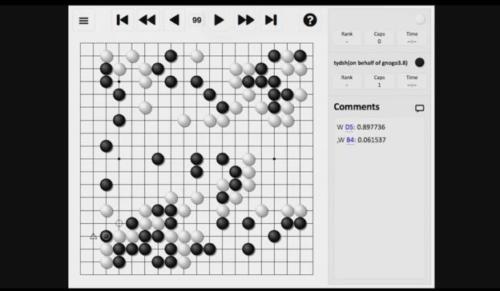 99
?
Rank
Caps
Time
-
0
--:--
tydsh(on behalf of gnogo3.8)
Rank
Caps
Time
-
1
--:--
Comments
W D5: 0.897736
,W B4: 0.061537